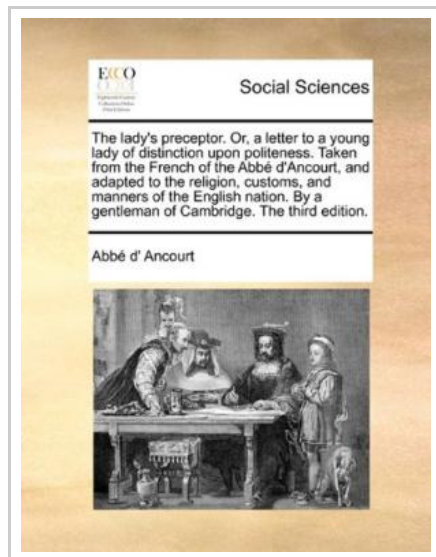 ECCO
Social Sciences
The lady's preceptor. Or, a letter to a young
lady of distinction upon politeness. Taken
from the French of the Abbé d'Ancourt, and
adapted to the religion, customs, and
manners of the English nation. By a
gentleman of Cambridge. The third edition.
Abbé d' Ancourt